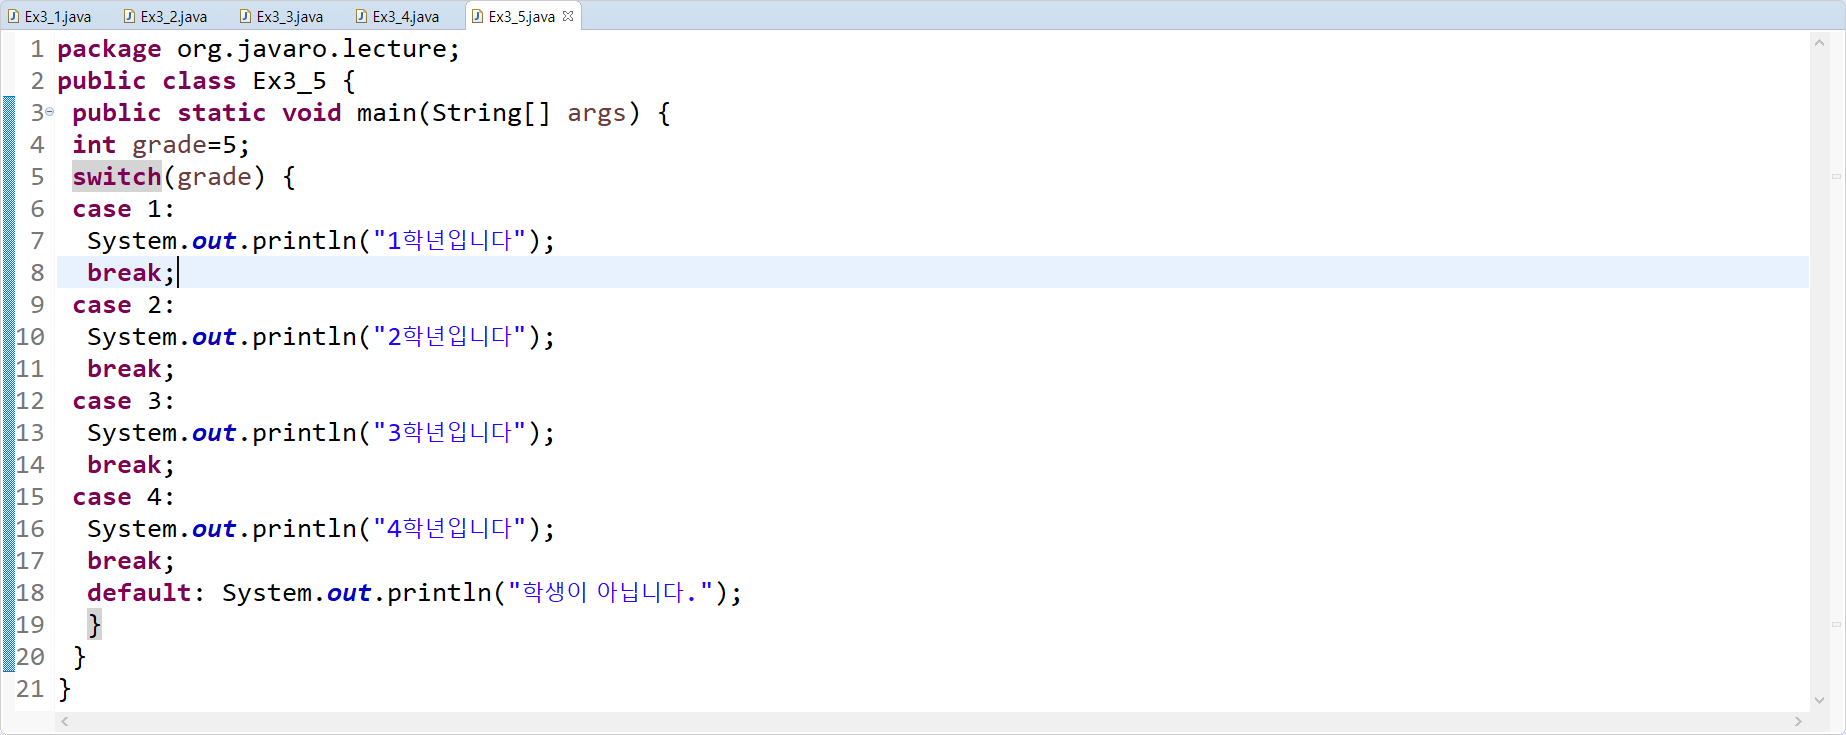 Ex3_1.java Ex3_2.java Ex3_3.java Ex3_4.java Ex3_5.java
1 package org.javaro.lecture;
2 public class Ex3_5 {
3 public static void main(String[] args) {
4 int grade=5;
5 switch(grade) {
6 case 1:
7 System.out.println("1학년입니다");
8 break;
9 case 2:
10 System.out.println("2학년입니다");
11 break;
12 case 3:
13 System.out.println("3학년입니다");
14 break;
15 case 4:
16 System.out.println("4학년입니다");
17 break;
18 default: System.out.println("학생이 아닙니다.");
19 }
20 }
21 }